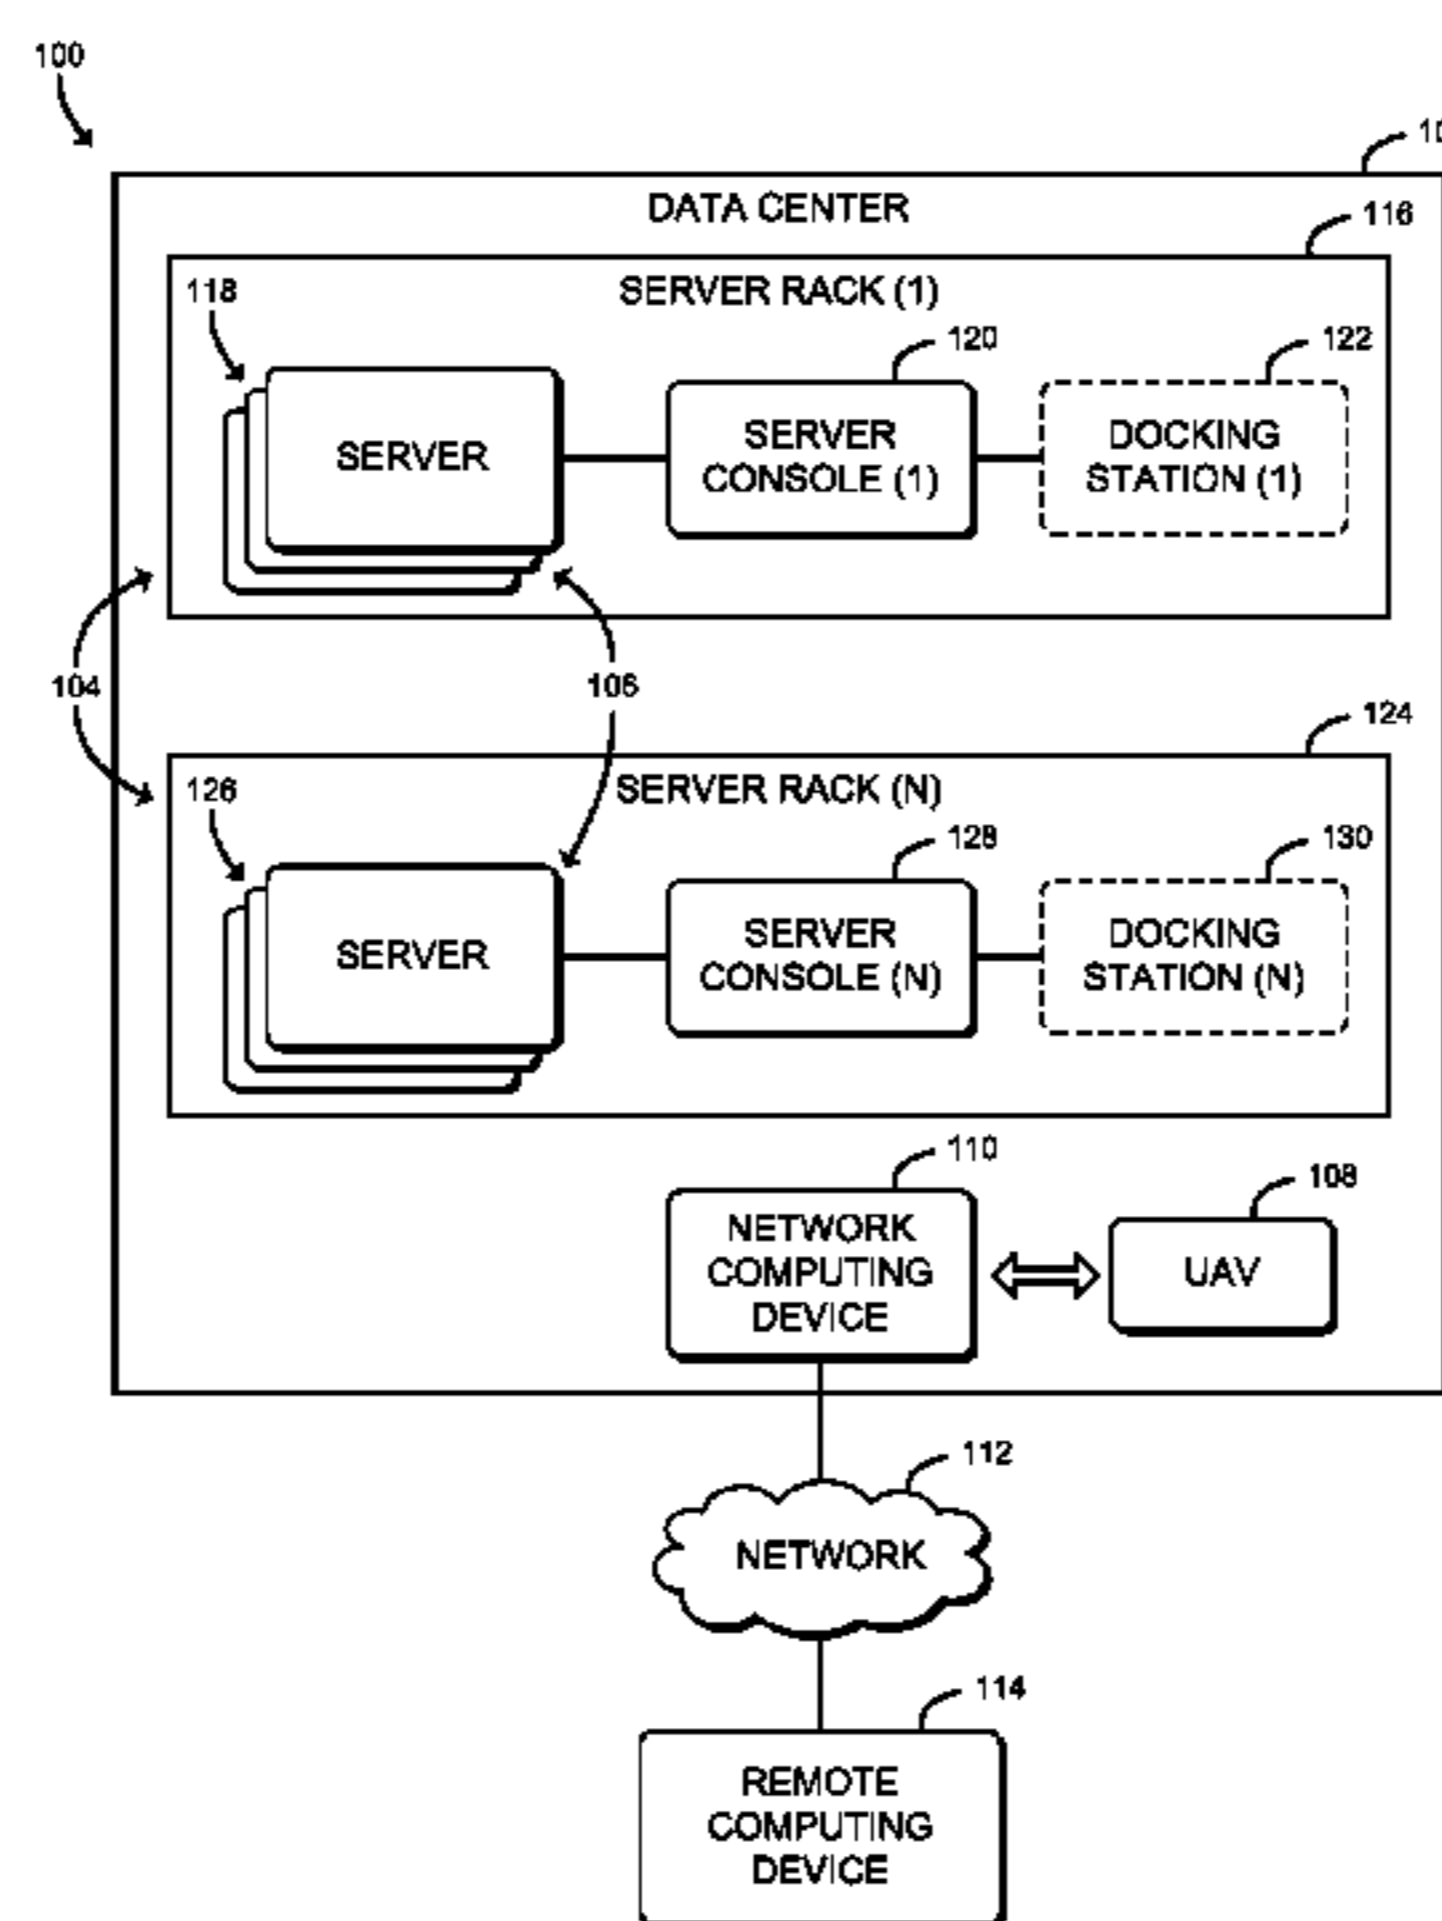 100
10
DATA CENTER
116
SERVER RACK (1)
118
120
122
SERVER
SERVER
CONSOLE (1)
DOCKING
STATION (1)
104
106
124
SERVER RACK (N)
126
128
130
SERVER
SERVER
CONSOLE (N)
DOCKING
STATION (N)
110
108
NETWORK
COMPUTING
DEVICE
UAV
112
NETWORK
114
REMOTE
COMPUTING
DEVICE